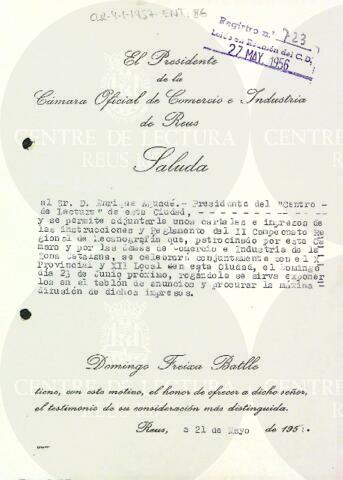 CLR-4.1-1957-ENT, 86
Registro n.º 723
Leído en Reunión del C. D.
27 MAY. 1956
El Presidente
de la
Cámara Oficial de Comercio e Industria
de Reus
CENTRE DE LECTURA
REUS
Saluda
al Sr. D. Enrique Aguadé.- Presidente del "Centro
de Lectura" de esta Ciudad,
y se permite adjuntarle unos carteles e impresos de
las Instrucciones y Reglamento del II Campeonato Re
gional de Mecanografía que, patrocinado por esta Cá
mara y por las demás de Comercio e Industria de la
Zona Catalana, se celebrará conjuntamente con el X
Provincial y XII Local en esta Ciudad, el Domingo
día 23 de Junio próximo, rogándole se sirva exponer
los en el tablón de anuncios y procurar la máxima
difusión de dichos impresos.
Domingo Freixa Batlle
tiene, con este motivo, el honor de ofrecer a dicho señor,
el testimonio de su consideración más distinguida.
Reus, a 21 de Mayo de 195